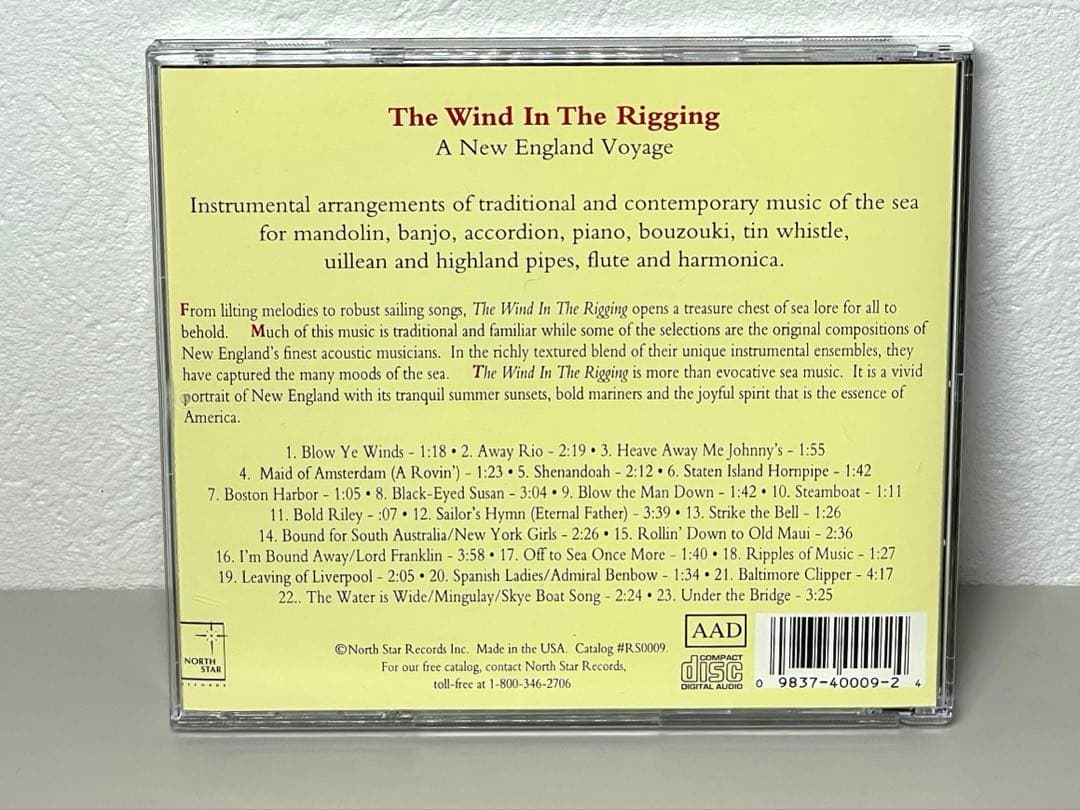 The Wind In The Rigging
A New England Voyage
Instrumental arrangements of traditional and contemporary music of the sea
for mandolin, banjo, accordion, piano, bouzouki, tin whistle,
uillean and highland pipes, flute and harmonica.
From lilting melodies to robust sailing songs, The Wind In The Rigging opens a treasure chest of sea lore for all to
behold. Much of this music is traditional and familiar while some of the selections are the original compositions of
New England's finest acoustic musicians. In the richly textured blend of their unique instrumental ensembles, they
have captured the many moods of the sea. The Wind In The Rigging is more than evocative sea music. It is a vivid
portrait of New England with its tranquil summer sunsets, bold mariners and the joyful spirit that is the essence of
America.
1. Blow Ye Winds - 1:18 • 2. Away Rio - 2:19 • 3. Heave Away Me Johnny's - 1:55
4. Maid of Amsterdam (A Rovin') - 1:23 • 5. Shenandoah - 2:12 • 6. Staten Island Hornpipe - 1:42
7. Boston Harbor - 1:05 • 8. Black-Eyed Susan - 3:04 • 9. Blow the Man Down - 1:42 • 10. Steamboat - 1:11
11. Bold Riley - :07 • 12. Sailor's Hymn (Eternal Father) - 3:39 • 13. Strike the Bell - 1:26
14. Bound for South Australia/New York Girls - 2:26 • 15. Rollin' Down to Old Maui - 2:36
16. I'm Bound Away/Lord Franklin - 3:58 • 17. Off to Sea Once More - 1:40 • 18. Ripples of Music - 1:27
19. Leaving of Liverpool - 2:05 • 20. Spanish Ladies/Admiral Benbow - 1:34 • 21. Baltimore Clipper - 4:17
22.. The Water is Wide/Mingulay/Skye Boat Song - 2:24 • 23. Under the Bridge - 3:25
NORTH
STAR
records
©North Star Records Inc. Made in the USA. Catalog #RS0009.
For our free catalog, contact North Star Records,
toll-free at 1-800-346-2706
AAD
COMPACT
disc
DIGITAL AUDIO
0 9837-40009-2 4